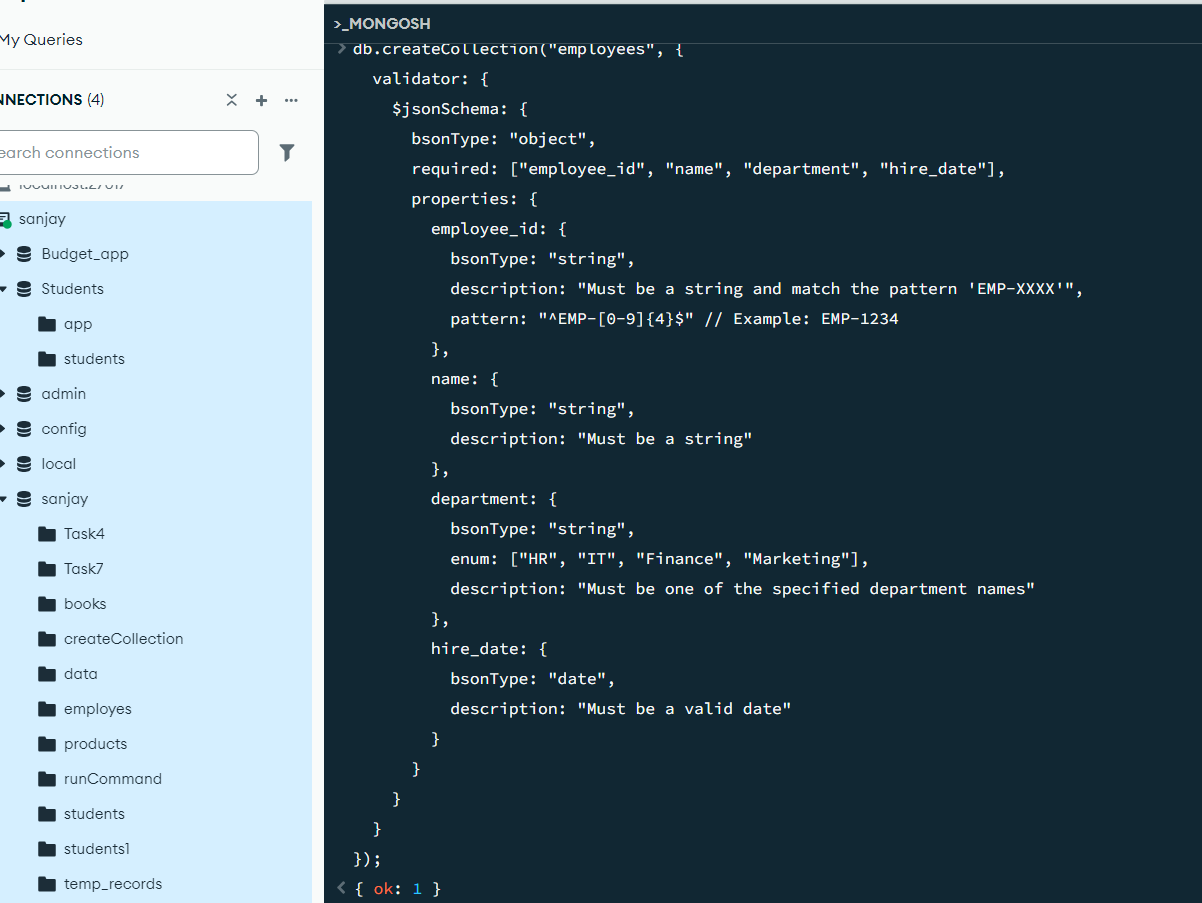 My Queries
CONNECTIONS (4)
Search connections
localhost:27017
sanjay
Budget_app
Students
app
students
admin
config
local
sanjay
Task4
Task7
books
createCollection
data
employes
products
runCommand
students
students1
temp_records
>_MONGOSH
> db.createCollection("employees", {
validator: {
$jsonSchema: {
bsonType: "object",
required: ["employee_id", "name", "department", "hire_date"],
properties: {
employee_id: {
bsonType: "string",
description: "Must be a string and match the pattern 'EMP-XXXX'",
pattern: "^EMP-[0-9]{4}$" // Example: EMP-1234
},
name: {
bsonType: "string",
description: "Must be a string"
},
department: {
bsonType: "string",
enum: ["HR", "IT", "Finance", "Marketing"],
description: "Must be one of the specified department names"
},
hire_date: {
bsonType: "date",
description: "Must be a valid date"
}
}
}
}
});
< { ok: 1 }